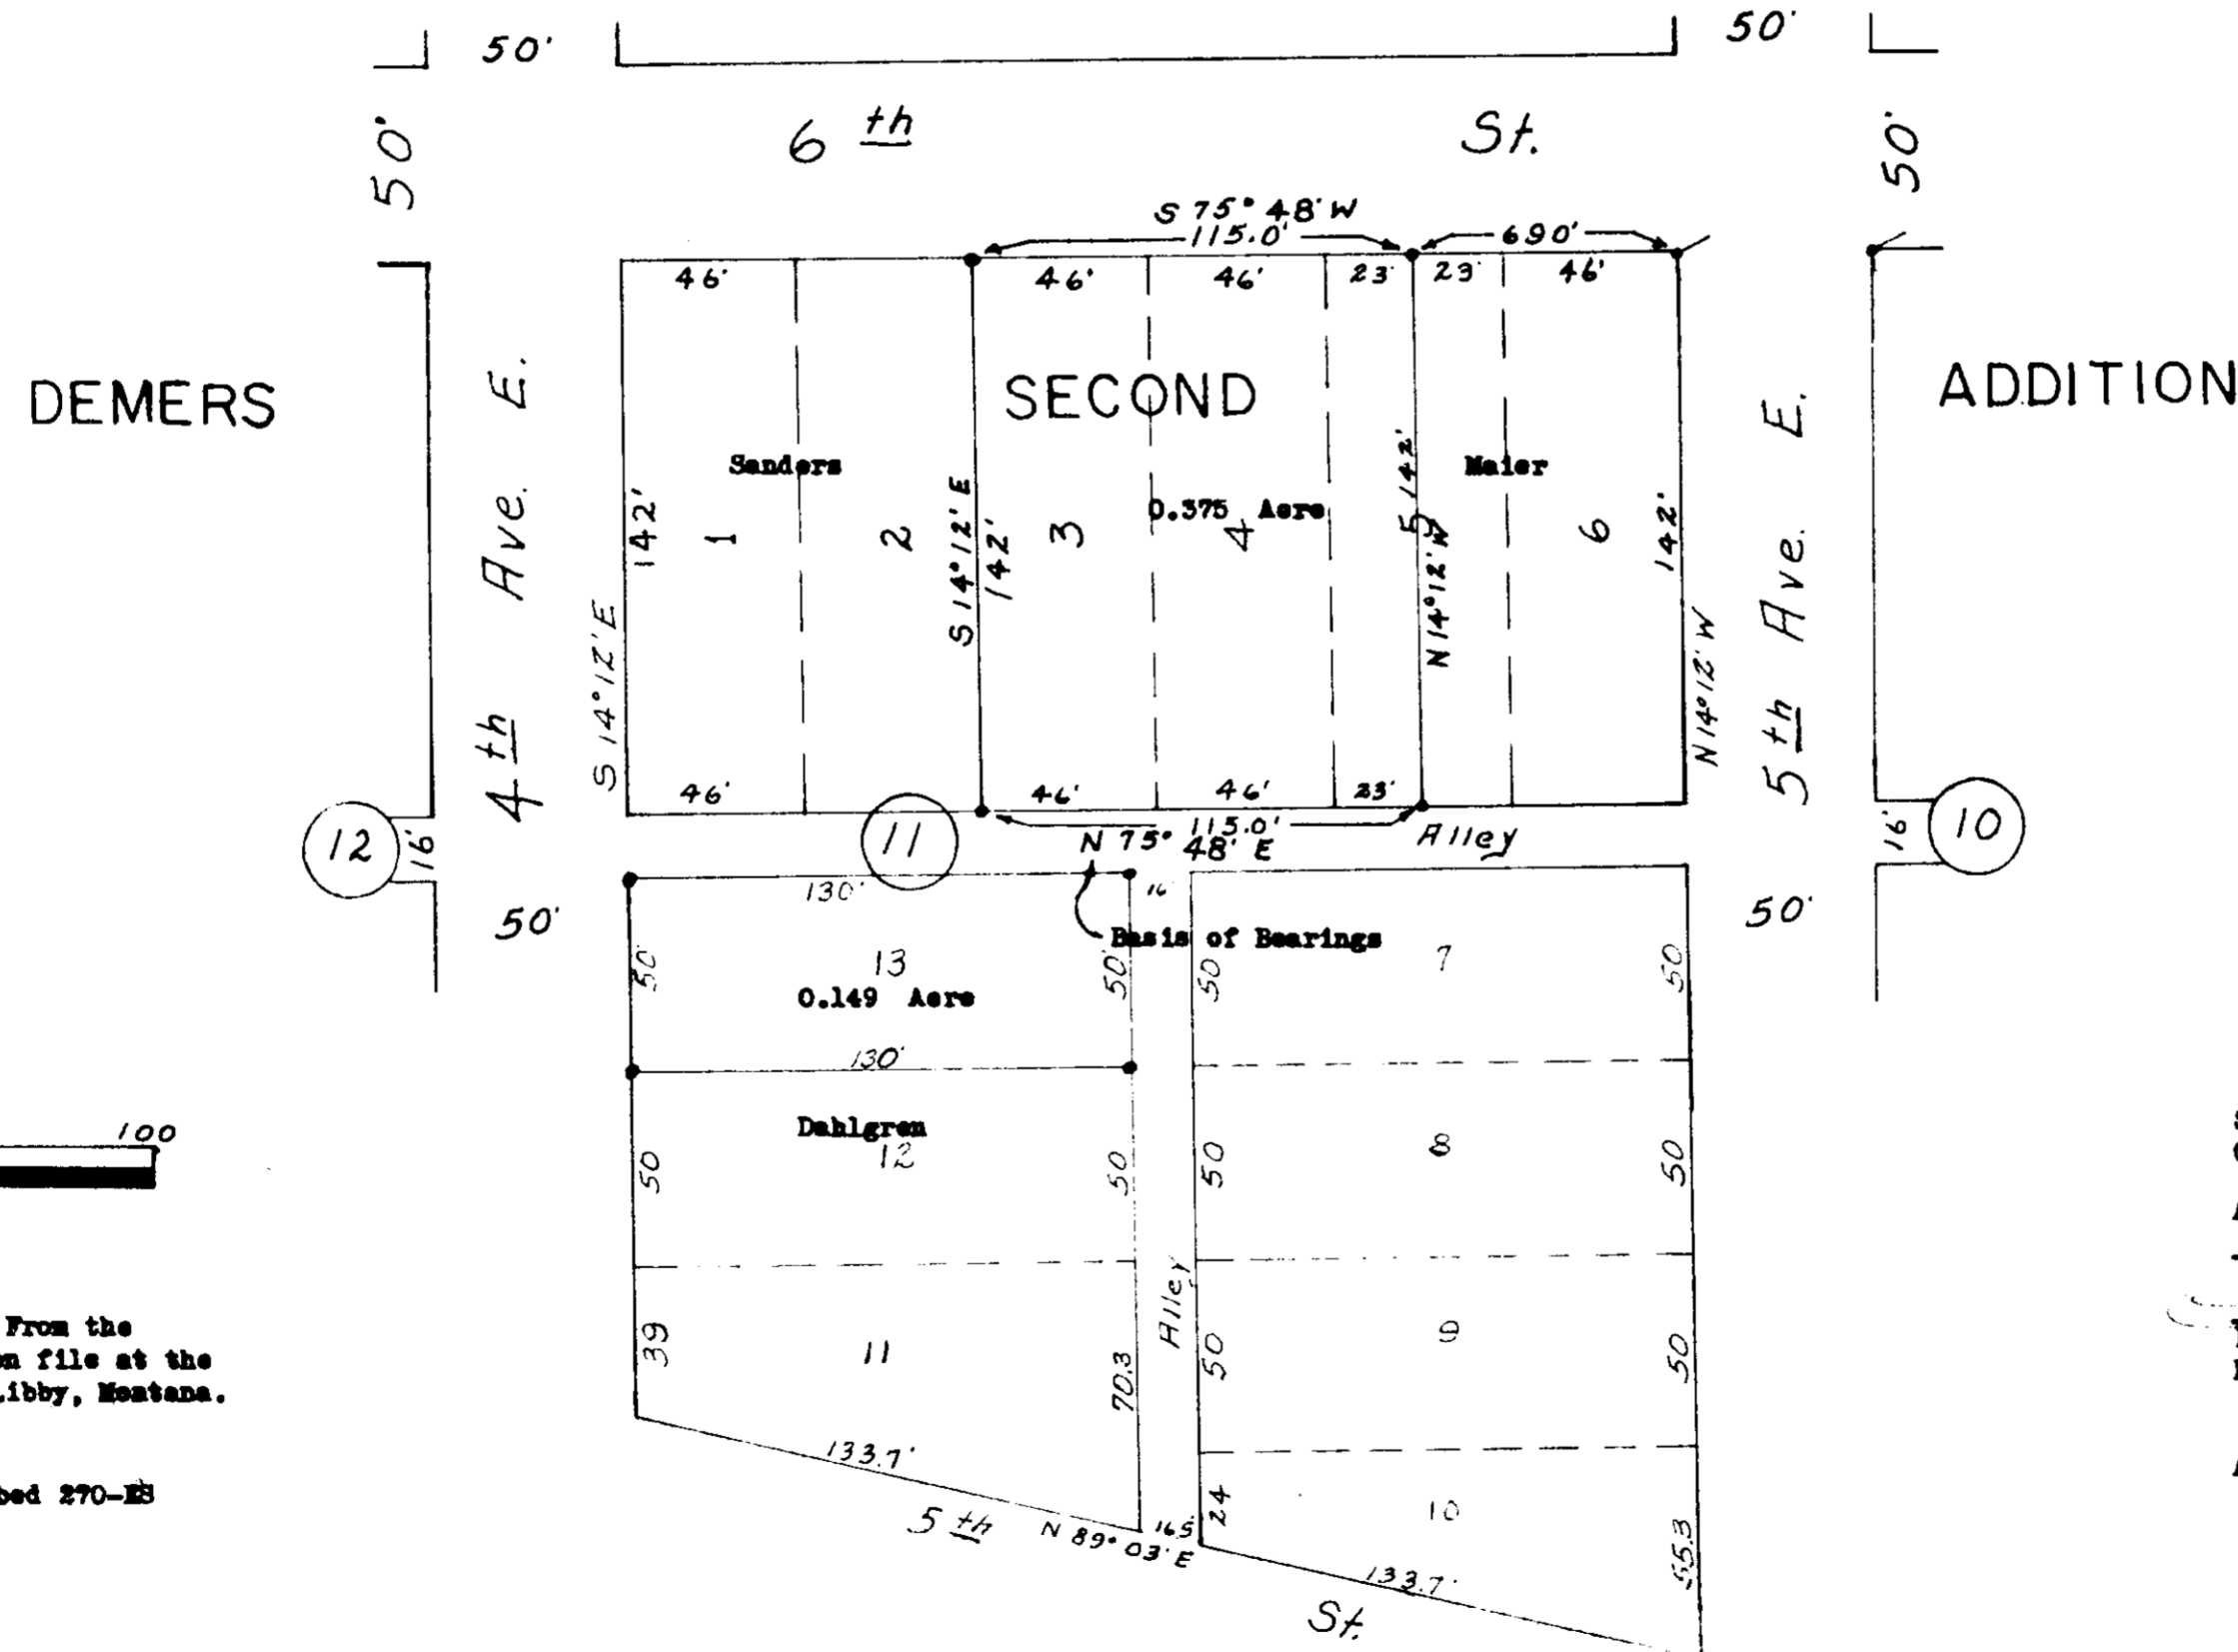 50' 50'
50' 6 th St. 50'
S 75° 48' W
115.0' 690'
46' 46' 46' 23' 23' 46'
DEMERS SECOND ADDITION
4 th Ave. E.
5 th Ave. E.
Sanders Maier
0.375 Acre
142' 142' 142' 142'
1 2 3 4 5 6
S 14° 12' E
S 14° 12' E
N 14° 12' W
N 14° 12' W
46' 46' 46' 23'
115.0'
N 75° 48' E
Alley
12 16' 11 16' 10
130' 16
50' 50'
Basis of Bearings
50' 13 50' 50 7 50
0.149 Acre
130'
Dahlgren
50 12 50 50 8 50
100
Alley
39 11 70.3 50 9 50
From the
on file at the
Libby, Montana.
133.7'
24 10 55.3
bed 270-ES
5 th N 89° 03' E 16.5
133.7'
St.